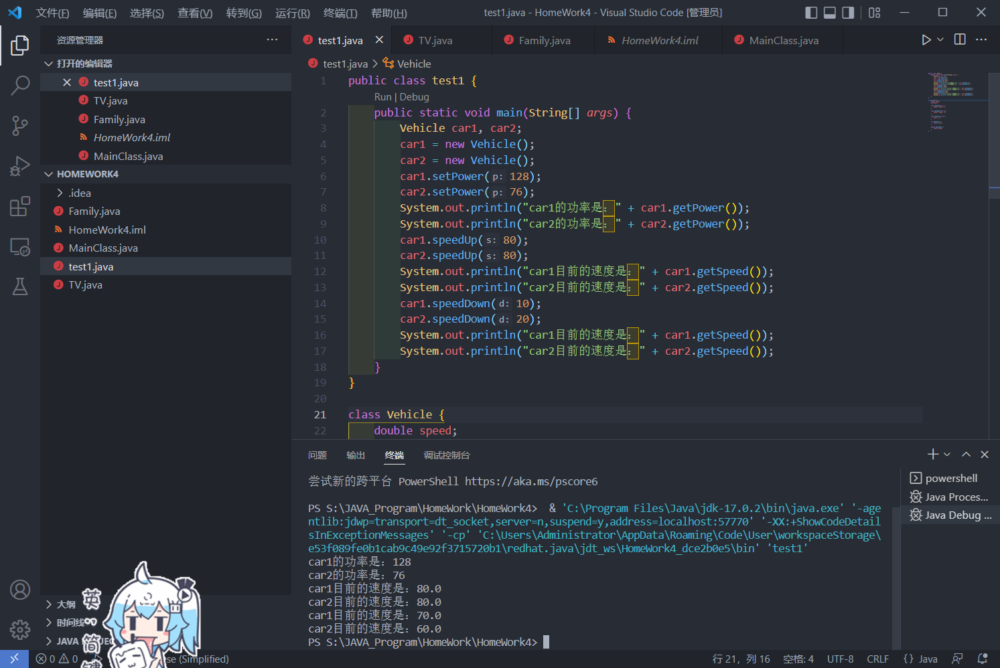 文件(F) 编辑(E) 选择(S) 查看(V) 转到(G) 运行(R) 终端(T) 帮助(H) test1.java - HomeWork4 - Visual Studio Code [管理员]
资源管理器
打开的编辑器
test1.java
TV.java
Family.java
HomeWork4.iml
MainClass.java
HOMEWORK4
.idea
Family.java
HomeWork4.iml
MainClass.java
test1.java
TV.java
大纲
时间线
JAVA
英
简
test1.java TV.java Family.java HomeWork4.iml MainClass.java
test1.java > Vehicle
1 public class test1 {
Run | Debug
2 public static void main(String[] args) {
3 Vehicle car1, car2;
4 car1 = new Vehicle();
5 car2 = new Vehicle();
6 car1.setPower(p: 128);
7 car2.setPower(p: 76);
8 System.out.println("car1的功率是：" + car1.getPower());
9 System.out.println("car2的功率是：" + car2.getPower());
10 car1.speedUp(s: 80);
11 car2.speedUp(s: 80);
12 System.out.println("car1目前的速度是：" + car1.getSpeed());
13 System.out.println("car2目前的速度是：" + car2.getSpeed());
14 car1.speedDown(d: 10);
15 car2.speedDown(d: 20);
16 System.out.println("car1目前的速度是：" + car1.getSpeed());
17 System.out.println("car2目前的速度是：" + car2.getSpeed());
18 }
19 }
20
21 class Vehicle {
22 double speed;
问题 输出 终端 调试控制台
尝试新的跨平台 PowerShell https://aka.ms/pscore6
PS S:\JAVA_Program\HomeWork\HomeWork4> & 'C:\Program Files\Java\jdk-17.0.2\bin\java.exe' '-age
ntlib:jdwp=transport=dt_socket,server=n,suspend=y,address=localhost:57770' '-XX:+ShowCodeDetail
sInExceptionMessages' '-cp' 'C:\Users\Administrator\AppData\Roaming\Code\User\workspaceStorage\
e53f089fe0b1cab9c49e92f3715720b1\redhat.java\jdt_ws\HomeWork4_dce2b0e5\bin' 'test1'
car1的功率是：128
car2的功率是：76
car1目前的速度是：80.0
car2目前的速度是：80.0
car1目前的速度是：70.0
car2目前的速度是：60.0
PS S:\JAVA_Program\HomeWork\HomeWork4>
powershell
Java Proces...
Java Debug ...
0 0 (Simplified) 行 21，列 16 空格: 4 UTF-8 CRLF {} Java